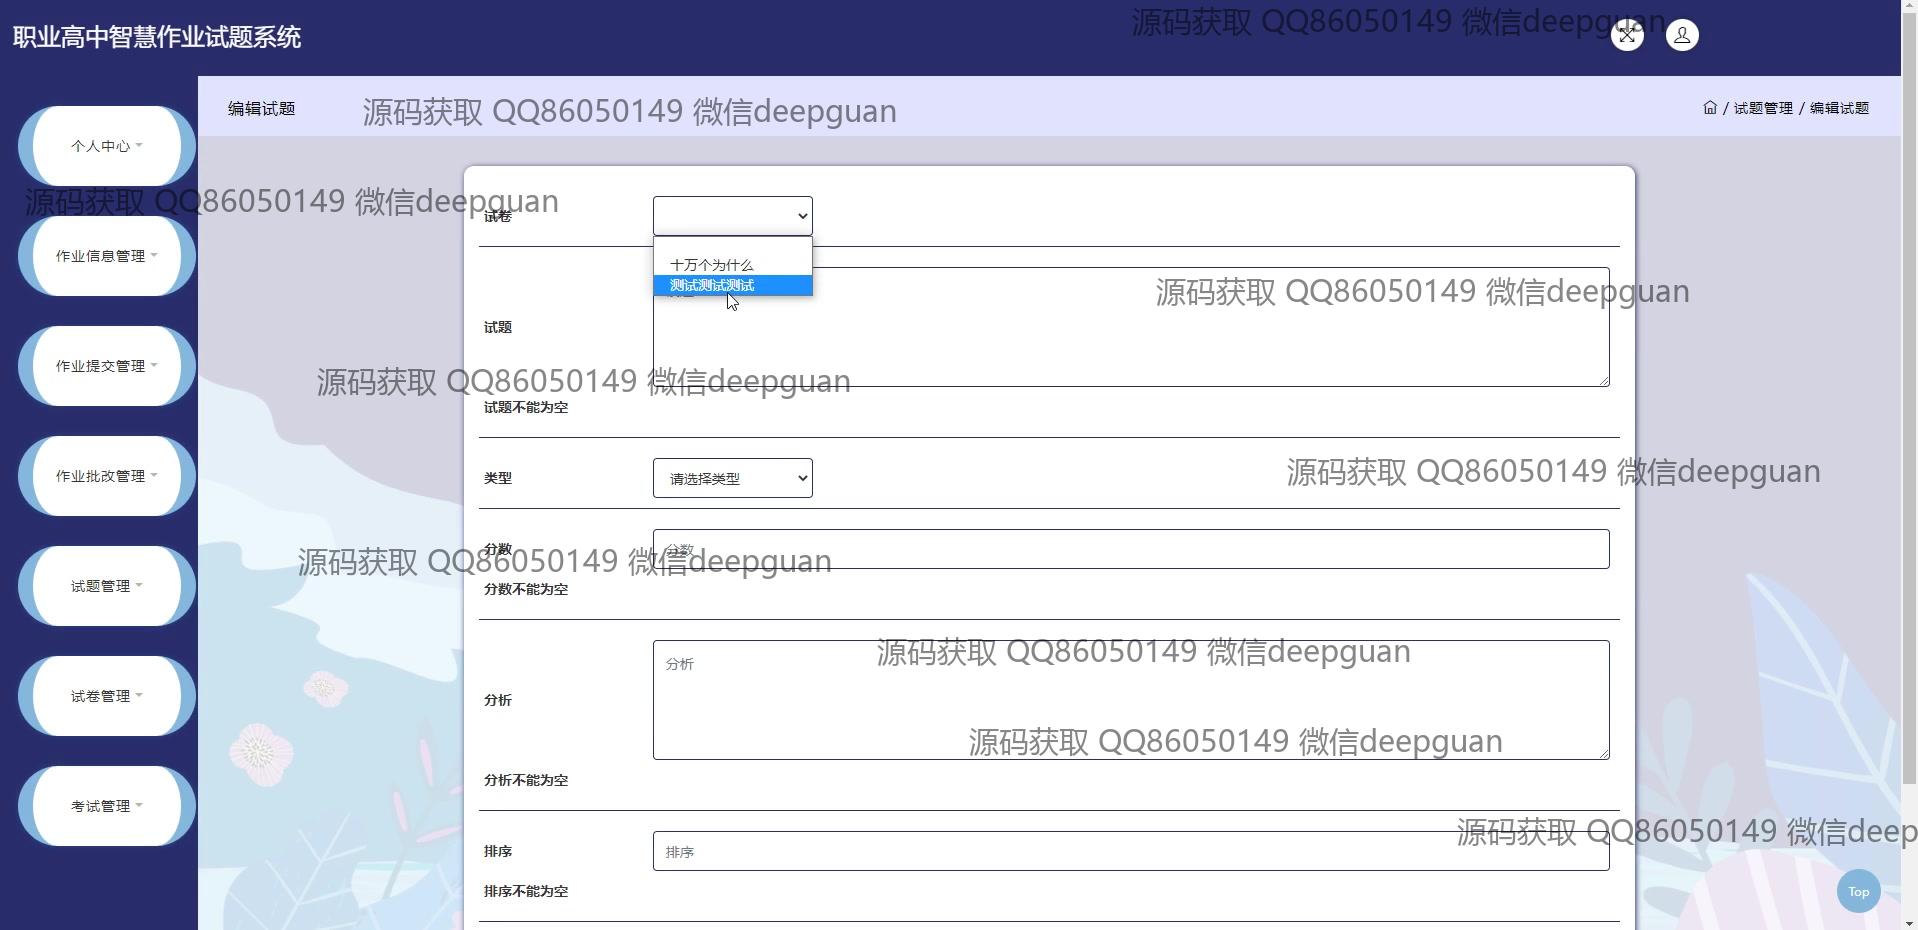 源码获取 QQ86050149 微信deepguan
职业高中智慧作业试题系统
编辑试题
源码获取 QQ86050149 微信deepguan
/ 试题管理 / 编辑试题
个人中心
源码获取 QQ86050149 微信deepguan
试卷
作业信息管理
十万个为什么
测试测试测试
源码获取 QQ86050149 微信deepguan
试题
作业提交管理
源码获取 QQ86050149 微信deepguan
试题不能为空
作业批改管理
类型
请选择类型
源码获取 QQ86050149 微信deepguan
分数
分数
源码获取 QQ86050149 微信deepguan
试题管理
分数不能为空
源码获取 QQ86050149 微信deepguan
分析
试卷管理
分析
源码获取 QQ86050149 微信deepguan
分析不能为空
考试管理
源码获取 QQ86050149 微信deep
排序
排序
排序不能为空
Top